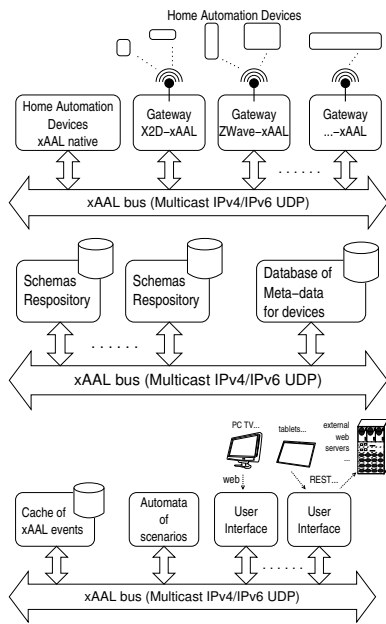 Home Automation Devices
Home Automation
Devices
xAAL native
Gateway
X2D-xAAL
Gateway
ZWave-xAAL
Gateway
...-xAAL
. . . . . .
xAAL bus (Multicast IPv4/IPv6 UDP)
Schemas
Respository
Schemas
Respository
Database of
Meta-data
for devices
. . . . . .
xAAL bus (Multicast IPv4/IPv6 UDP)
PC TV...
tablets...
external
web
servers
...
web
REST...
Cache of
xAAL events
Automata
of
scenarios
User
Interface
User
Interface
. . . . . .
xAAL bus (Multicast IPv4/IPv6 UDP)